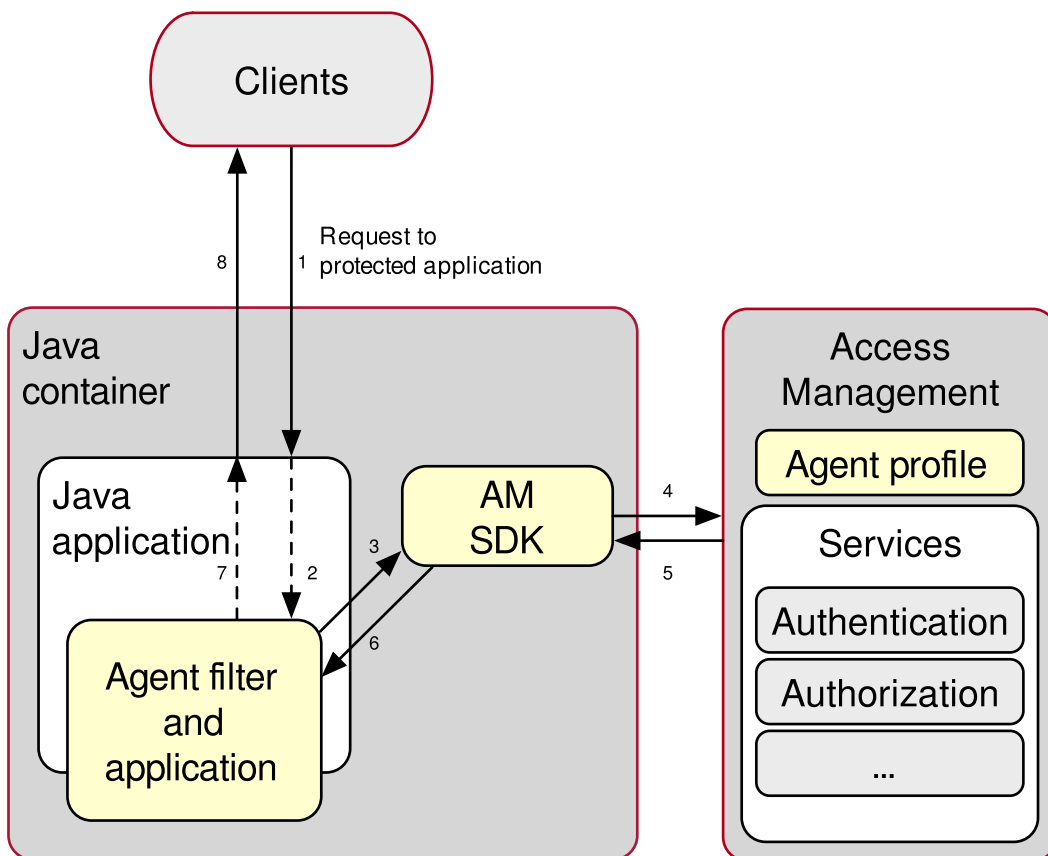 Clients
Request to
protected application
8
1
Java
container
Java
application
7
2
3
6
AM
SDK
4
5
Agent filter
and
application
Access
Management
Agent profile
Services
Authentication
Authorization
...